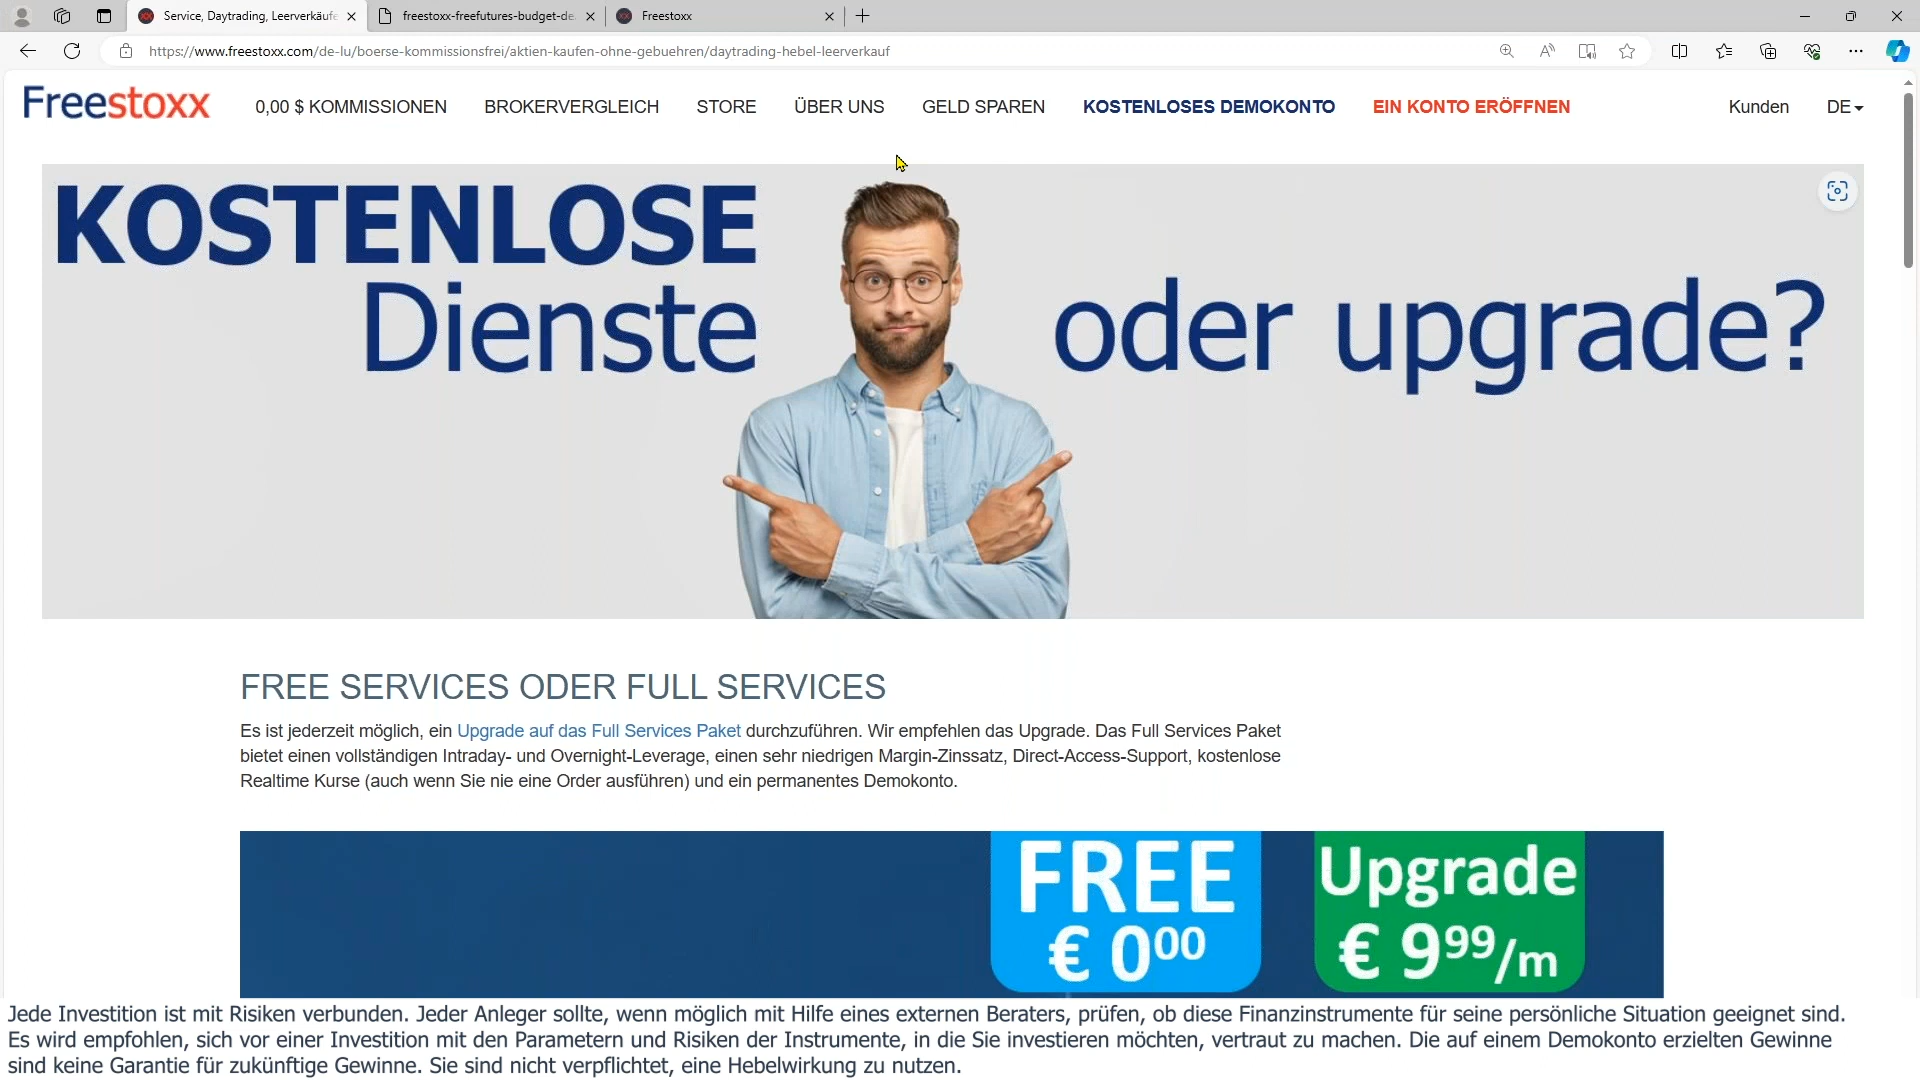 Service, Daytrading, Leerverkäufe
freestoxx-freefutures-budget-de
Freestoxx
https://www.freestoxx.com/de-lu/boerse-kommissionsfrei/aktien-kaufen-ohne-gebuehren/daytrading-hebel-leerverkauf
Freestoxx
0,00 $ KOMMISSIONEN
BROKERVERGLEICH
STORE
ÜBER UNS
GELD SPAREN
KOSTENLOSES DEMOKONTO
EIN KONTO ERÖFFNEN
Kunden
DE
KOSTENLOSE
Dienste
oder upgrade?
FREE SERVICES ODER FULL SERVICES
Es ist jederzeit möglich, ein Upgrade auf das Full Services Paket durchzuführen. Wir empfehlen das Upgrade. Das Full Services Paket
bietet einen vollständigen Intraday- und Overnight-Leverage, einen sehr niedrigen Margin-Zinssatz, Direct-Access-Support, kostenlose
Realtime Kurse (auch wenn Sie nie eine Order ausführen) und ein permanentes Demokonto.
FREE
€ 0⁰⁰
Upgrade
€ 9⁹⁹/m
Jede Investition ist mit Risiken verbunden. Jeder Anleger sollte, wenn möglich mit Hilfe eines externen Beraters, prüfen, ob diese Finanzinstrumente für seine persönliche Situation geeignet sind.
Es wird empfohlen, sich vor einer Investition mit den Parametern und Risiken der Instrumente, in die Sie investieren möchten, vertraut zu machen. Die auf einem Demokonto erzielten Gewinne
sind keine Garantie für zukünftige Gewinne. Sie sind nicht verpflichtet, eine Hebelwirkung zu nutzen.